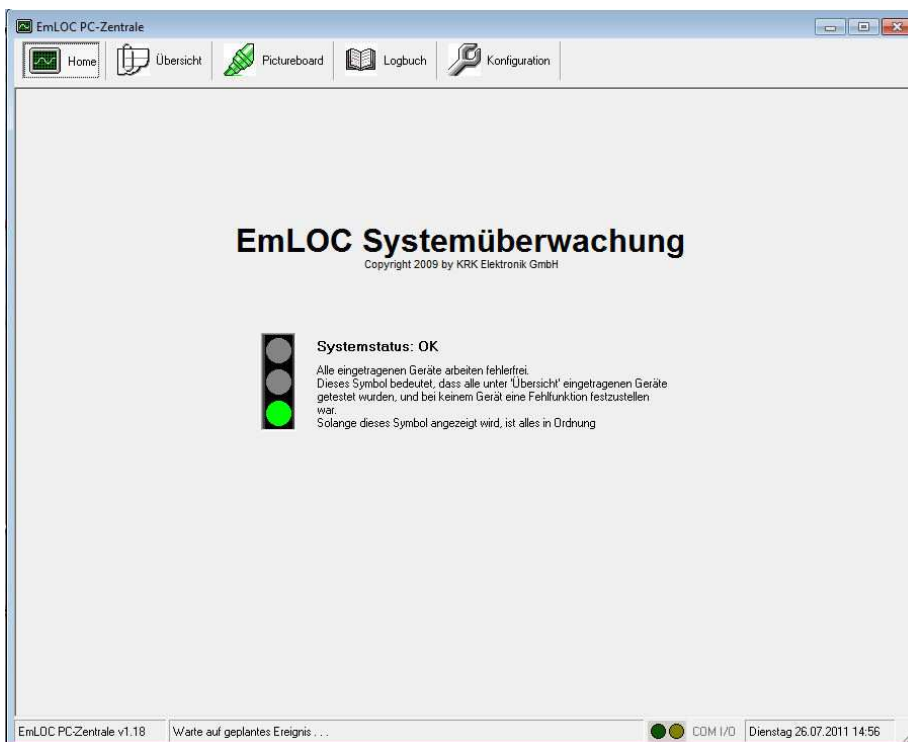 EmLOC PC-Zentrale
Home Übersicht Pictureboard Logbuch Konfiguration
EmLOC Systemüberwachung
Copyright 2009 by KRK Elektronik GmbH
Systemstatus: OK
Alle eingetragenen Geräte arbeiten fehlerfrei.
Dieses Symbol bedeutet, dass alle unter 'Übersicht' eingetragenen Geräte
getestet wurden, und bei keinem Gerät eine Fehlfunktion festzustellen
war.
Solange dieses Symbol angezeigt wird, ist alles in Ordnung
EmLOC PC-Zentrale v1.18 Warte auf geplantes Ereignis . . . COM I/O Dienstag 26.07.2011 14:56